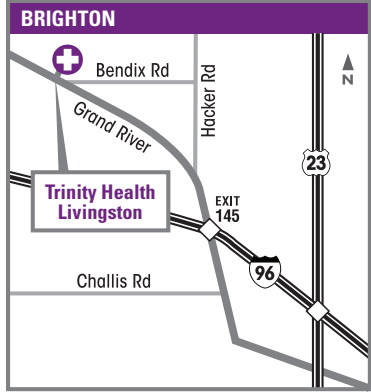 BRIGHTON
Bendix Rd
Hacker Rd
N
Grand River
23
Trinity Health
Livingston
EXIT
145
96
Challis Rd